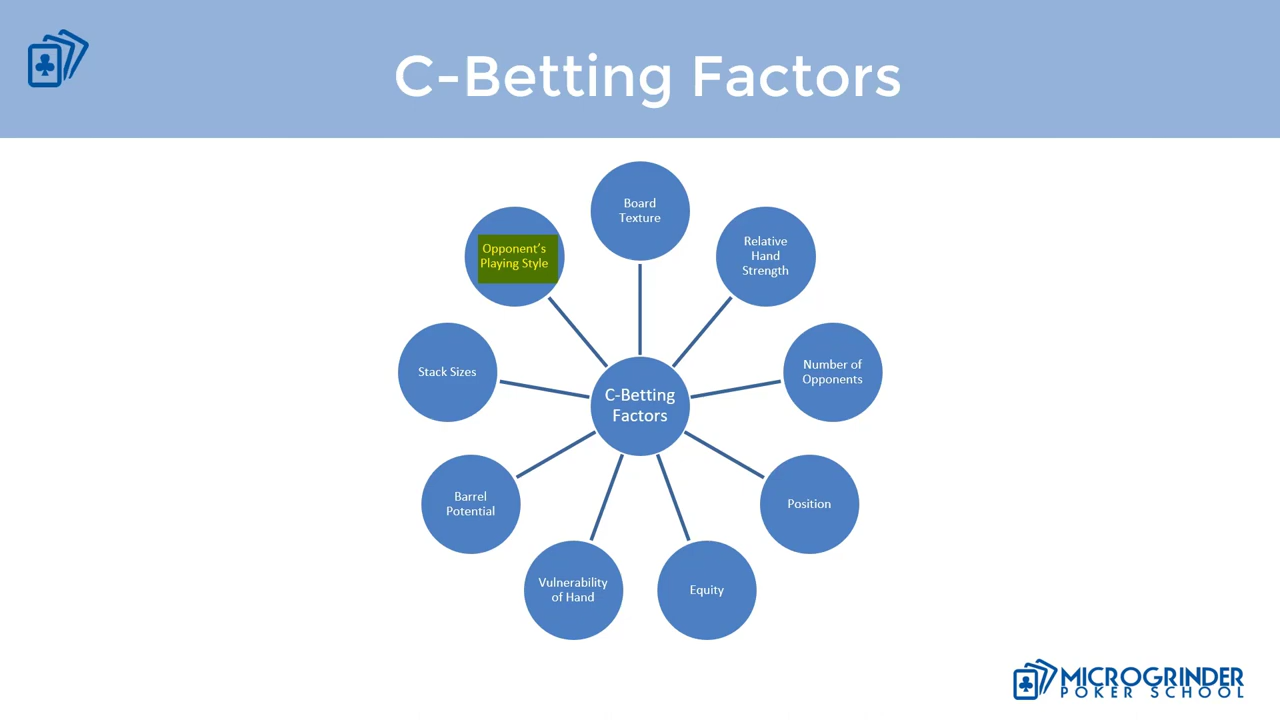 C-Betting Factors
Board
Texture
Relative
Hand
Strength
Number of
Opponents
Position
Equity
Vulnerability
of Hand
Barrel
Potential
Stack Sizes
Opponent’s
Playing Style
C-Betting
Factors
MICROGRINDER
POKER SCHOOL